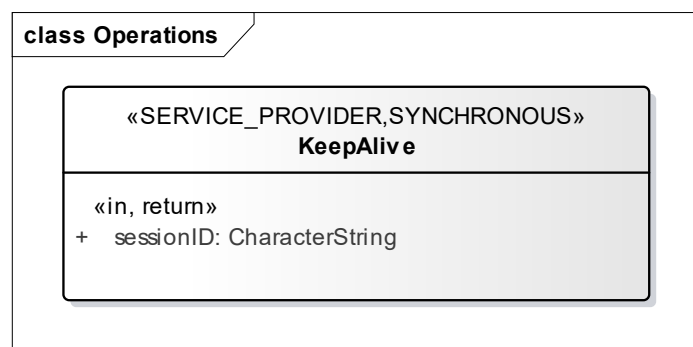 class Operations
«SERVICE_PROVIDER,SYNCHRONOUS»
KeepAlive
«in, return»
+ sessionID: CharacterString